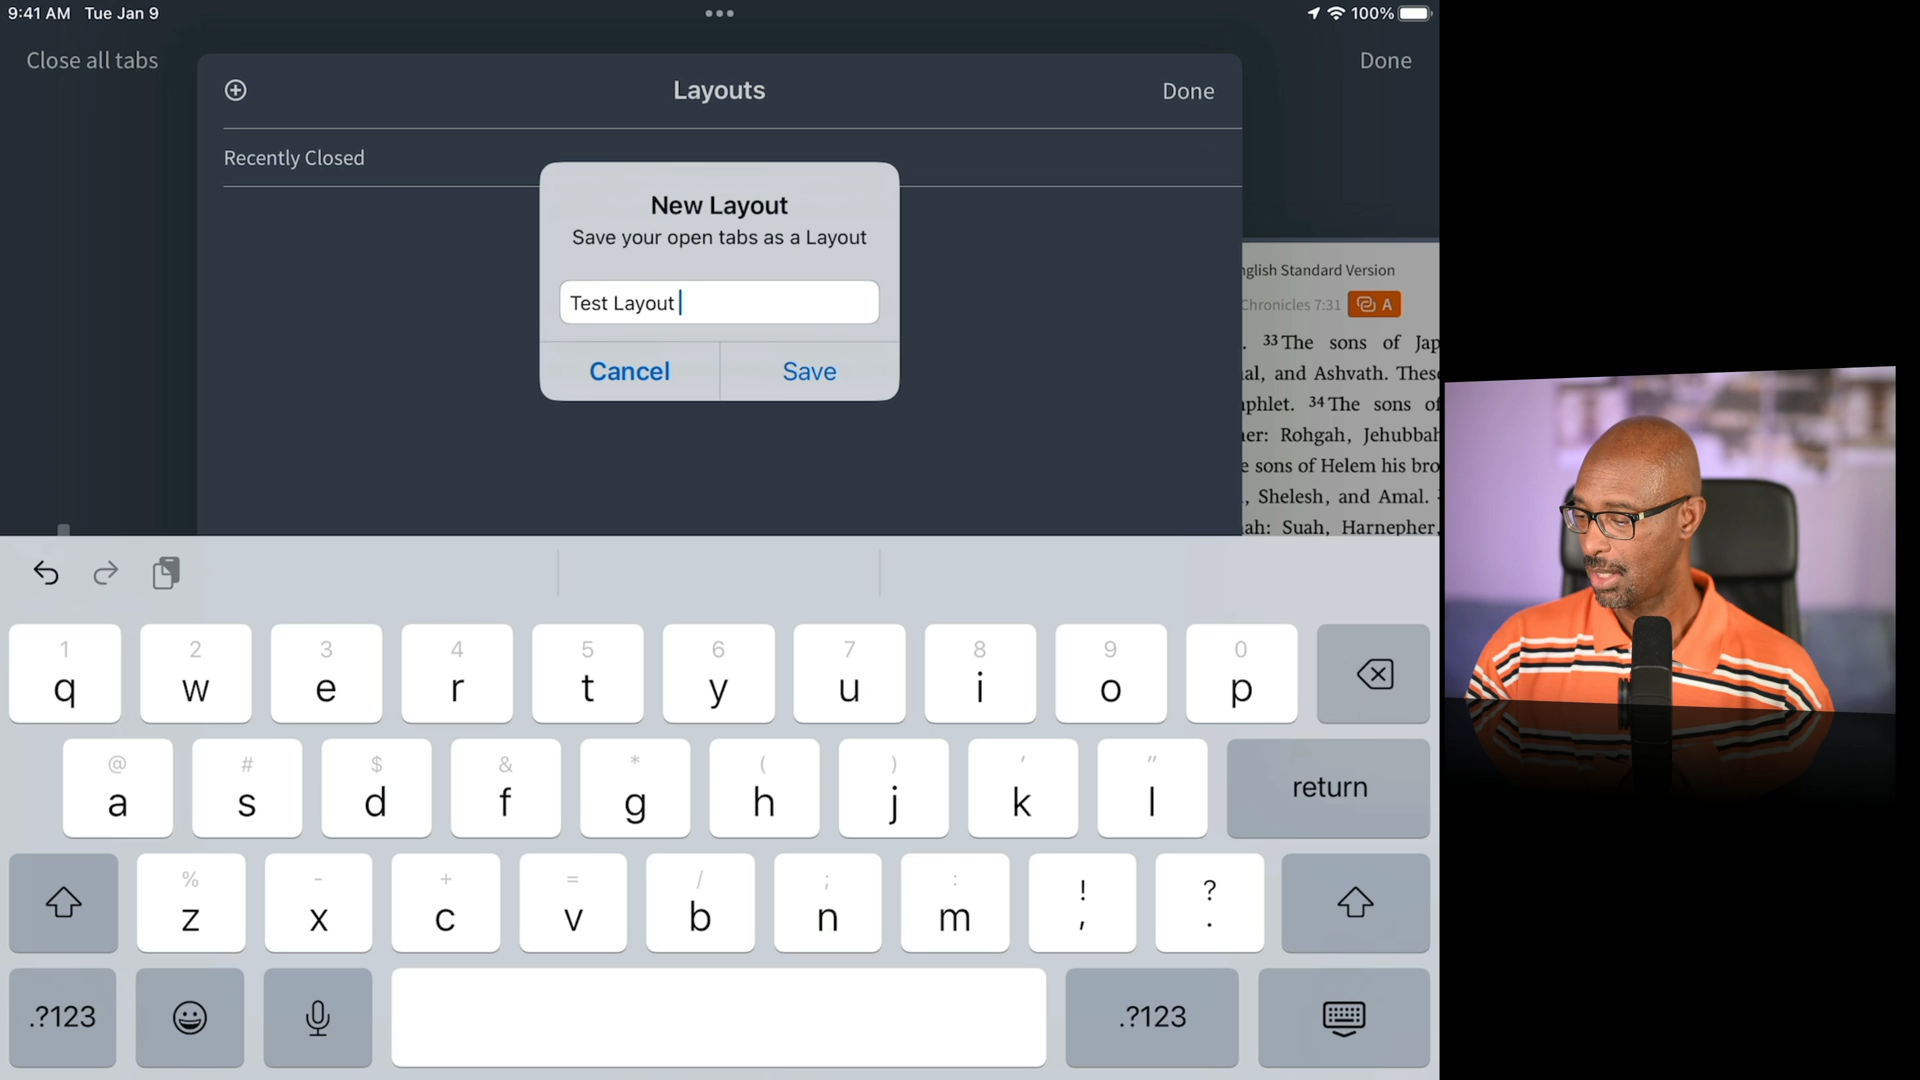 9:41 AM Tue Jan 9
100%
Close all tabs
Done
Layouts
Done
Recently Closed
New Layout
Save your open tabs as a Layout
Test Layout
Cancel
Save
nglish Standard Version
Chronicles 7:31 A
. 33 The sons of Jap
al, and Ashvath. These
phlet. 34 The sons of
er: Rohgah, Jehubbah
e sons of Helem his bro
, Shelesh, and Amal.
ah: Suah, Harnepher,
1 2 3 4 5 6 7 8 9 0
q w e r t y u i o p
@ # $ & * ( ) ' "
a s d f g h j k l return
% - + = / ; : ! ?
z x c v b n m , .
.?123 .?123